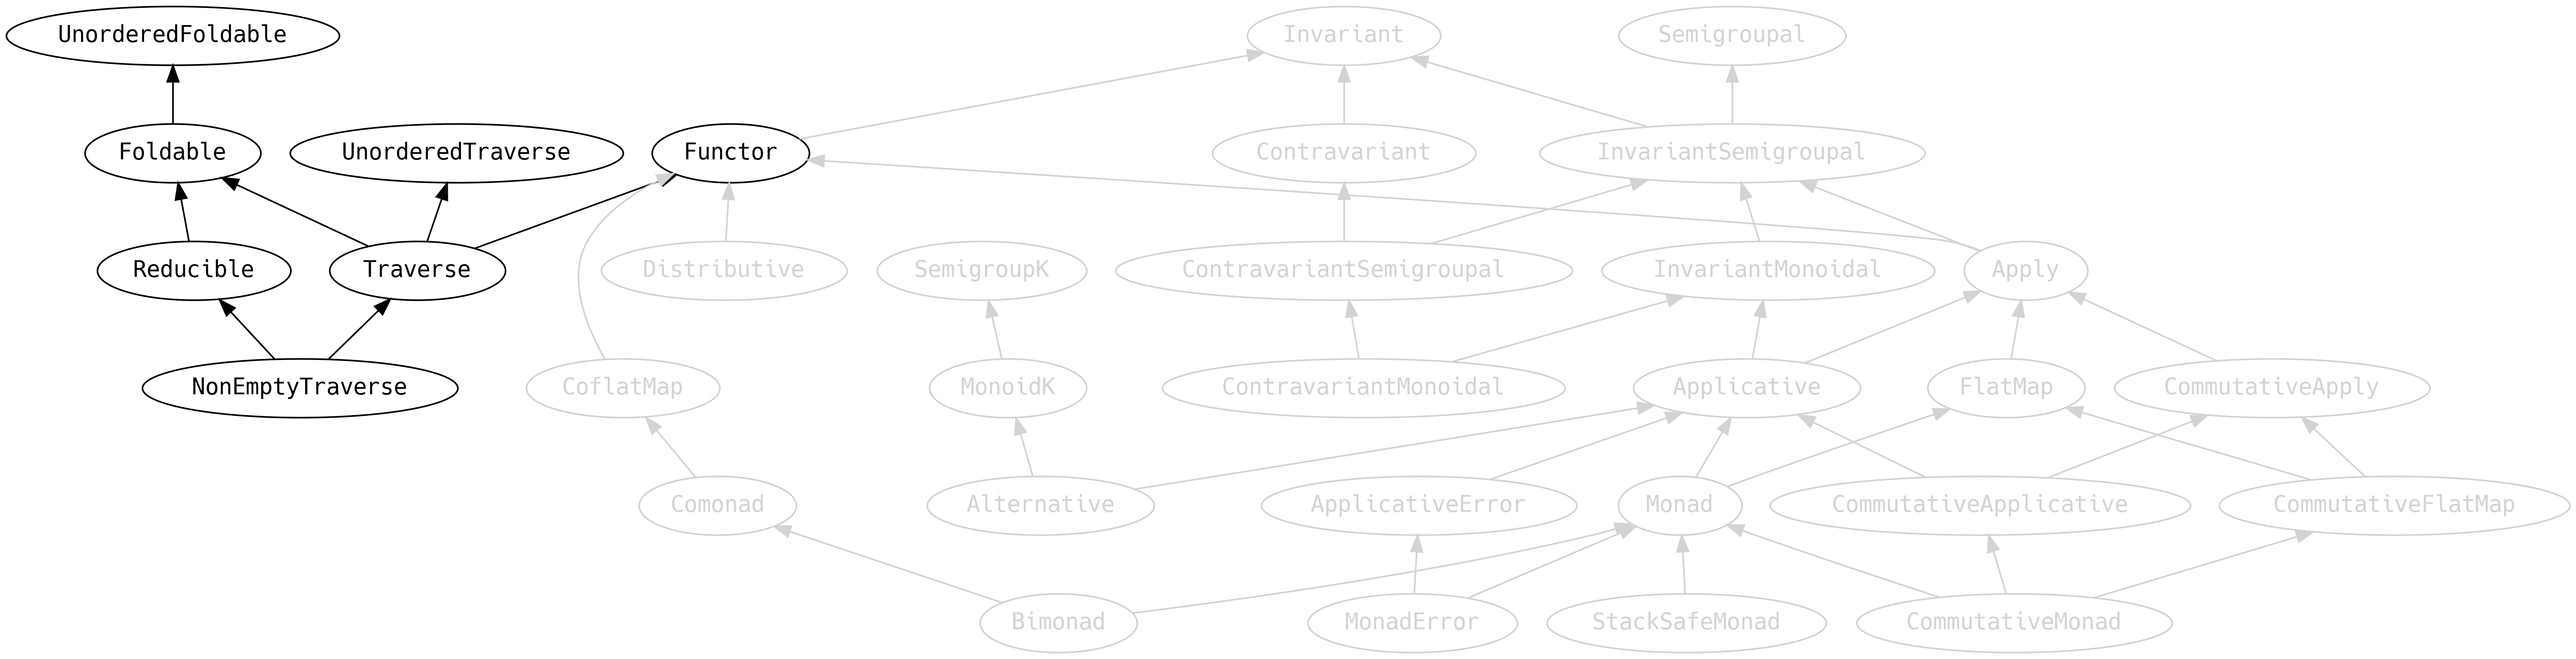 UnorderedFoldable
Invariant
Semigroupal
Foldable
UnorderedTraverse
Functor
Contravariant
InvariantSemigroupal
Reducible
Traverse
Distributive
SemigroupK
ContravariantSemigroupal
InvariantMonoidal
Apply
NonEmptyTraverse
CoflatMap
MonoidK
ContravariantMonoidal
Applicative
FlatMap
CommutativeApply
Comonad
Alternative
ApplicativeError
Monad
CommutativeApplicative
CommutativeFlatMap
Bimonad
MonadError
StackSafeMonad
CommutativeMonad